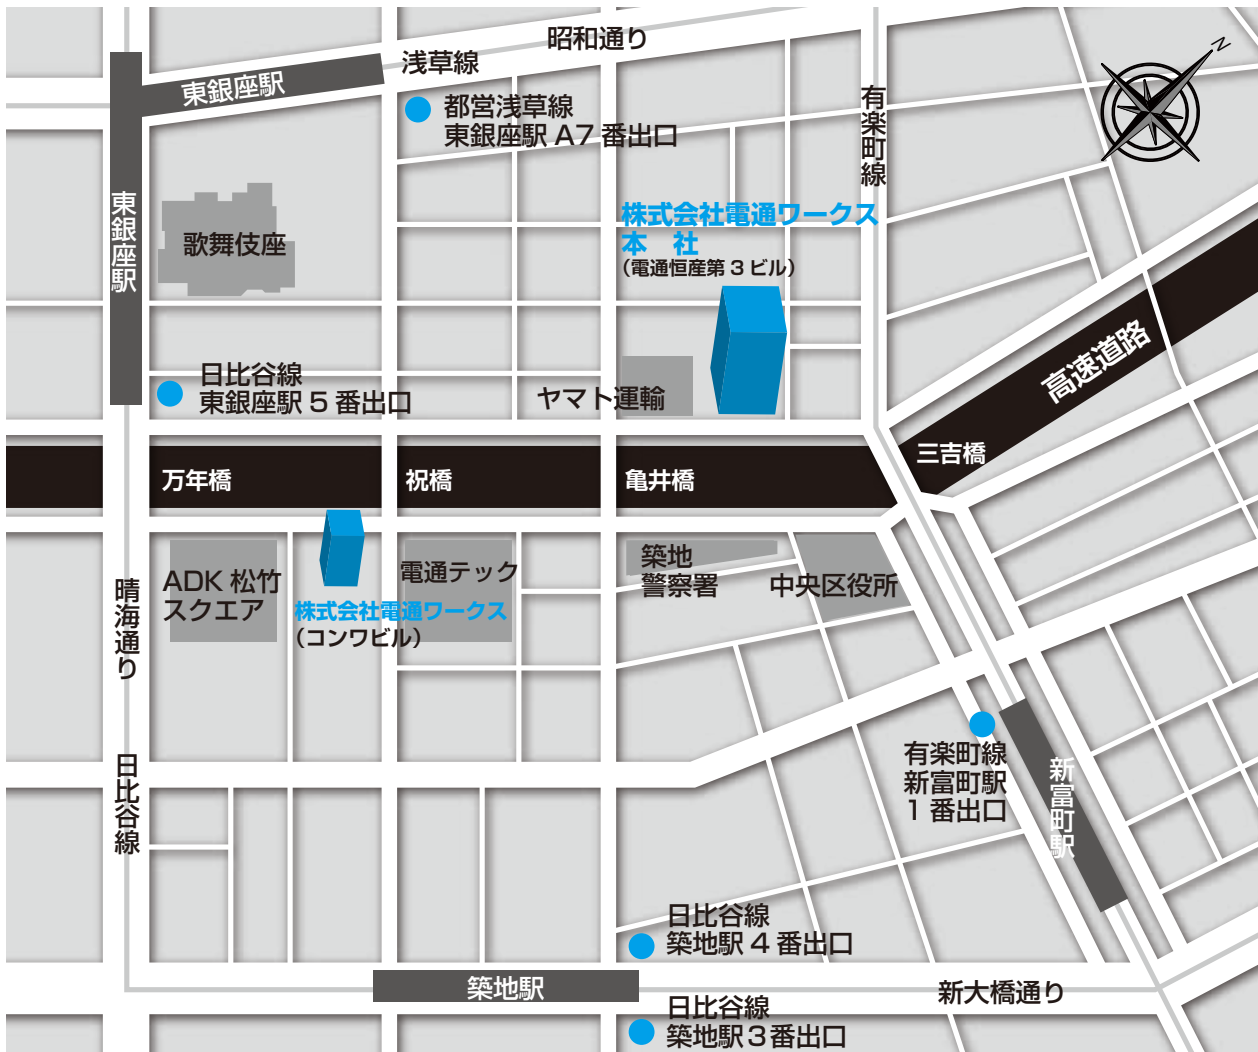 昭和通り
浅草線
東銀座駅
N
都営浅草線
東銀座駅 A7 番出口
有楽町線
東銀座駅
歌舞伎座
株式会社電通ワークス
本　社
（電通恒産第 3 ビル）
高速道路
日比谷線
東銀座駅 5 番出口
ヤマト運輸
三吉橋
万年橋
祝橋
亀井橋
ADK 松竹
スクエア
電通テック
築地
警察署
中央区役所
株式会社電通ワークス
（コンワビル）
晴海通り
日比谷線
有楽町線
新富町駅
1 番出口
新富町駅
日比谷線
築地駅 4 番出口
築地駅
新大橋通り
日比谷線
築地駅 3 番出口